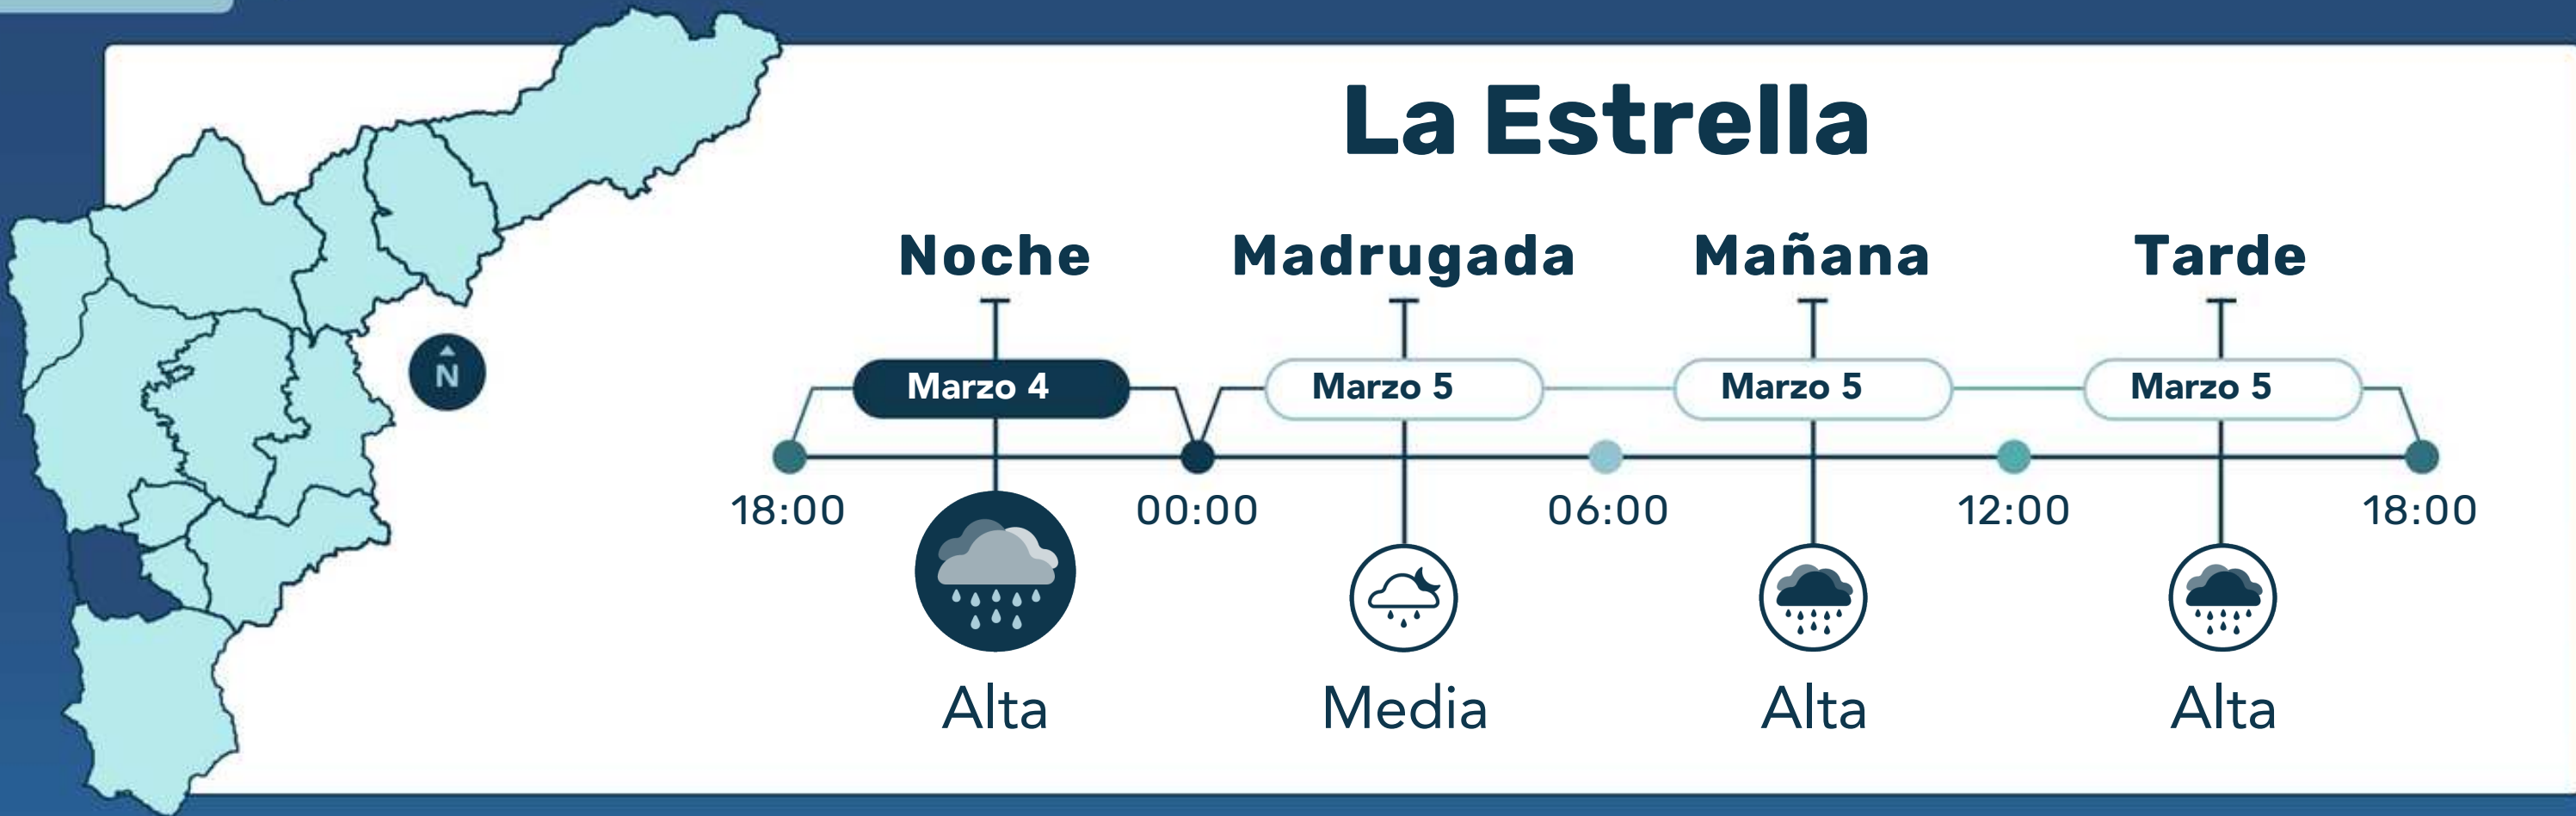 La Estrella
Noche Madrugada Mañana Tarde
N
Marzo 4 Marzo 5 Marzo 5 Marzo 5
18:00 00:00 06:00 12:00 18:00
Alta Media Alta Alta